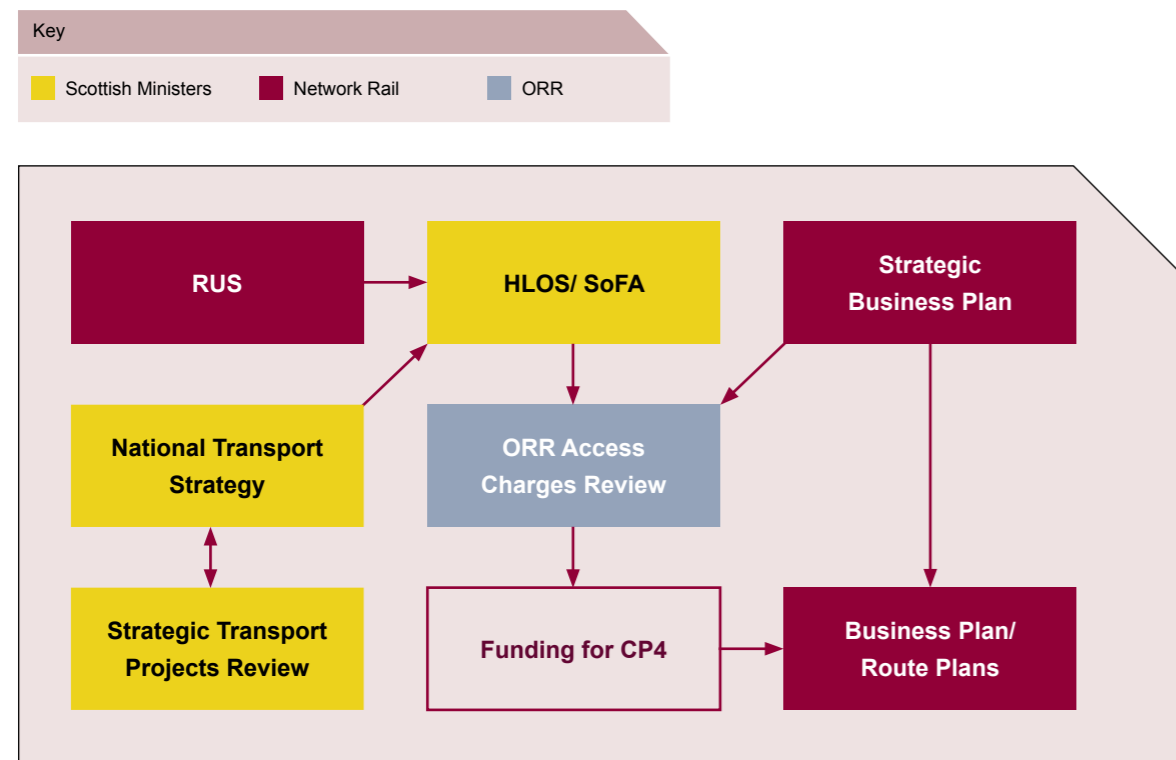 Key
Scottish Ministers
Network Rail
ORR
RUS
HLOS/ SoFA
Strategic
Business Plan
National Transport
Strategy
ORR Access
Charges Review
Strategic Transport
Projects Review
Funding for CP4
Business Plan/
Route Plans